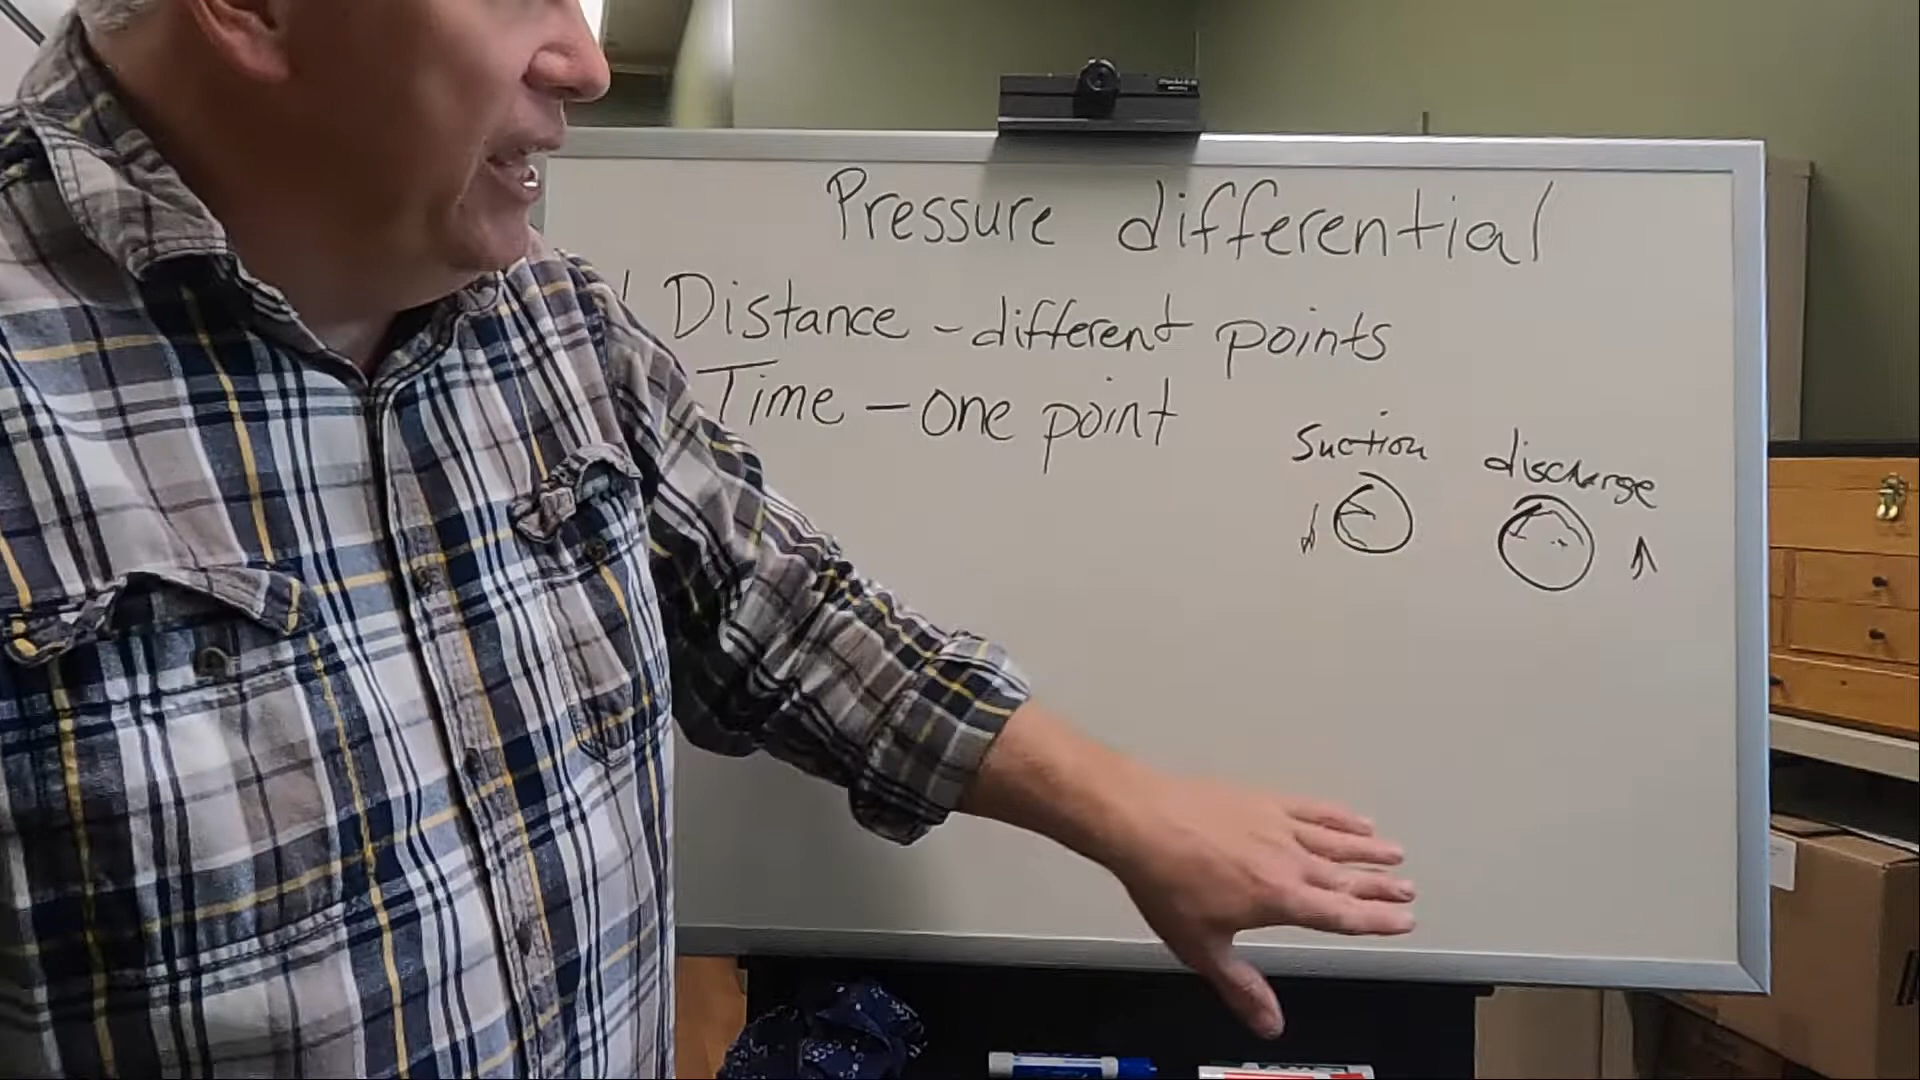 Pressure differential
Distance - different points
Time - one point
Suction discharge